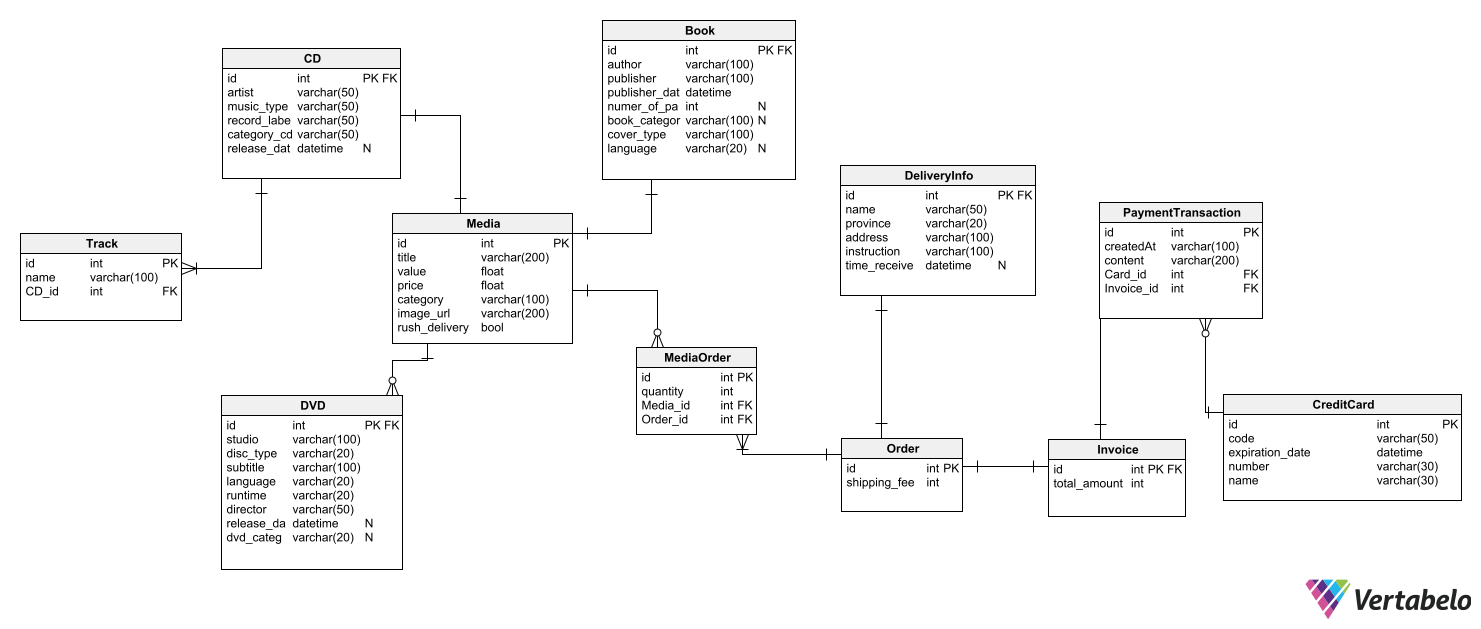 CD
id int PK FK
artist varchar(50)
music_type varchar(50)
record_labe varchar(50)
category_cd varchar(50)
release_dat datetime N
Book
id int PK FK
author varchar(100)
publisher varchar(100)
publisher_dat datetime
numer_of_pa int N
book_categor varchar(100) N
cover_type varchar(100)
language varchar(20) N
Track
id int PK
name varchar(100)
CD_id int FK
Media
id int PK
title varchar(200)
value float
price float
category varchar(100)
image_url varchar(200)
rush_delivery bool
DeliveryInfo
id int PK FK
name varchar(50)
province varchar(20)
address varchar(100)
instruction varchar(100)
time_receive datetime N
PaymentTransaction
id int PK
createdAt varchar(100)
content varchar(200)
Card_id int FK
Invoice_id int FK
DVD
id int PK FK
studio varchar(100)
disc_type varchar(20)
subtitle varchar(100)
language varchar(20)
runtime varchar(20)
director varchar(50)
release_da datetime N
dvd_categ varchar(20) N
MediaOrder
id int PK
quantity int
Media_id int FK
Order_id int FK
Order
id int PK
shipping_fee int
Invoice
id int PK FK
total_amount int
CreditCard
id int PK
code varchar(50)
expiration_date datetime
number varchar(30)
name varchar(30)
Vertabelo